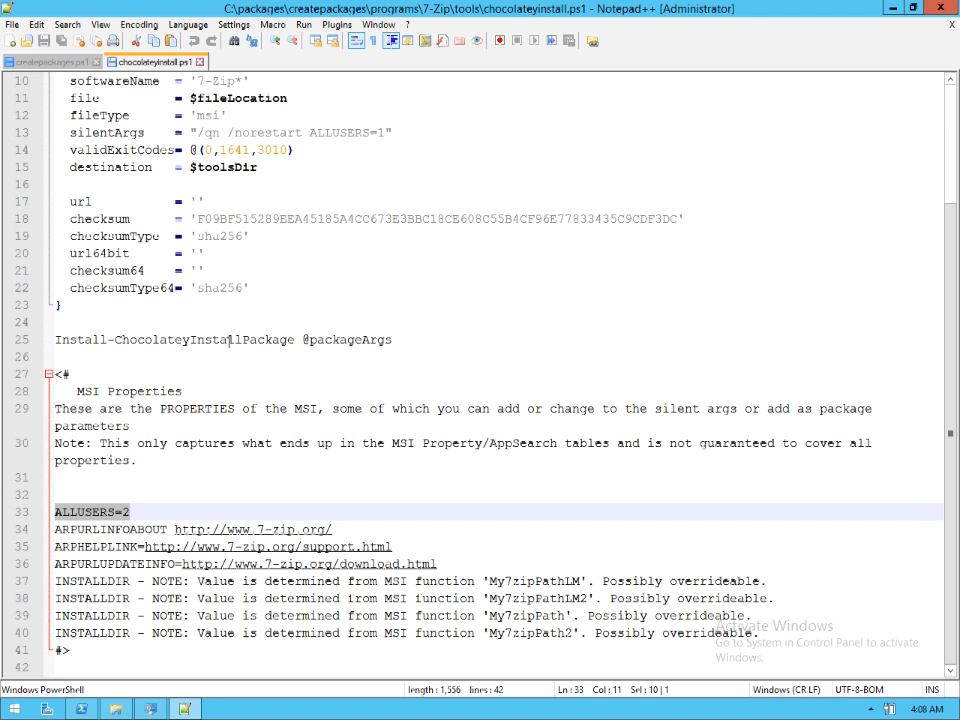 C:\packages\createpackages\programs\7-Zip\tools\chocolateyinstall.ps1 - Notepad++ [Administrator]
File Edit Search View Encoding Language Settings Macro Run Plugins Window ? X
createpackages.ps1 chocolateyinstall.ps1
10 softwareName = '7-Zip*'
11 file = $fileLocation
12 fileType = 'msi'
13 silentArgs = "/qn /norestart ALLUSERS=1"
14 validExitCodes= @(0,1641,3010)
15 destination = $toolsDir
16
17 url = ''
18 checksum = 'F09BF515289EEA45185A4CC673E3BBC18CE608C55B4CF96E77833435C9CDF3DC'
19 checksumType = 'sha256'
20 url64bit = ''
21 checksum64 = ''
22 checksumType64= 'sha256'
23 }
24
25 Install-ChocolateyInstallPackage @packageArgs
26
27 <#
28 MSI Properties
29 These are the PROPERTIES of the MSI, some of which you can add or change to the silent args or add as package
parameters
30 Note: This only captures what ends up in the MSI Property/AppSearch tables and is not guaranteed to cover all
properties.
31
32
33 ALLUSERS=2
34 ARPURLINFOABOUT http://www.7-zip.org/
35 ARPHELPLINK=http://www.7-zip.org/support.html
36 ARPURLUPDATEINFO=http://www.7-zip.org/download.html
37 INSTALLDIR - NOTE: Value is determined from MSI function 'My7zipPathLM'. Possibly overrideable.
38 INSTALLDIR - NOTE: Value is determined from MSI function 'My7zipPathLM2'. Possibly overrideable.
39 INSTALLDIR - NOTE: Value is determined from MSI function 'My7zipPath'. Possibly overrideable.
40 INSTALLDIR - NOTE: Value is determined from MSI function 'My7zipPath2'. Possibly overrideable.
41 #>
42
Activate Windows
Go to System in Control Panel to activate
Windows.
Windows PowerShell length : 1,556 lines : 42 Ln : 33 Col : 11 Sel : 10 | 1 Windows (CR LF) UTF-8-BOM INS
4:08 AM